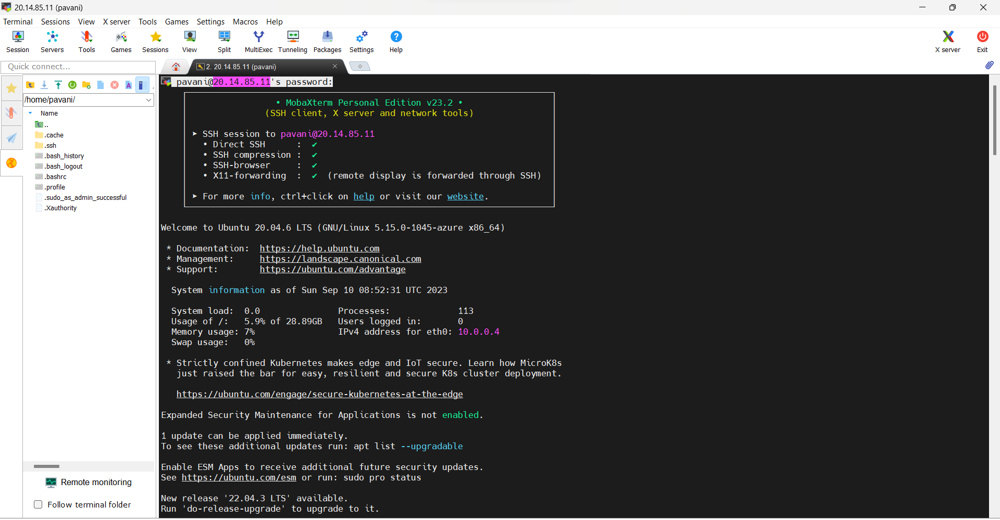 20.14.85.11 (pavani)
Terminal Sessions View X server Tools Games Settings Macros Help
Session Servers Tools Games Sessions View Split MultiExec Tunneling Packages Settings Help X server Exit
Quick connect...
2. 20.14.85.11 (pavani)
/home/pavani/
Name
..
.cache
.ssh
.bash_history
.bash_logout
.bashrc
.profile
.sudo_as_admin_successful
.Xauthority
Remote monitoring
Follow terminal folder
pavani@20.14.85.11's password:
• MobaXterm Personal Edition v23.2 •
(SSH client, X server and network tools)
➤ SSH session to pavani@20.14.85.11
• Direct SSH : ✔
• SSH compression : ✔
• SSH-browser : ✔
• X11-forwarding : ✔ (remote display is forwarded through SSH)
➤ For more info, ctrl+click on help or visit our website.
Welcome to Ubuntu 20.04.6 LTS (GNU/Linux 5.15.0-1045-azure x86_64)
* Documentation: https://help.ubuntu.com
* Management: https://landscape.canonical.com
* Support: https://ubuntu.com/advantage
System information as of Sun Sep 10 08:52:31 UTC 2023
System load: 0.0 Processes: 113
Usage of /: 5.9% of 28.89GB Users logged in: 0
Memory usage: 7% IPv4 address for eth0: 10.0.0.4
Swap usage: 0%
* Strictly confined Kubernetes makes edge and IoT secure. Learn how MicroK8s
just raised the bar for easy, resilient and secure K8s cluster deployment.
https://ubuntu.com/engage/secure-kubernetes-at-the-edge
Expanded Security Maintenance for Applications is not enabled.
1 update can be applied immediately.
To see these additional updates run: apt list --upgradable
Enable ESM Apps to receive additional future security updates.
See https://ubuntu.com/esm or run: sudo pro status
New release '22.04.3 LTS' available.
Run 'do-release-upgrade' to upgrade to it.